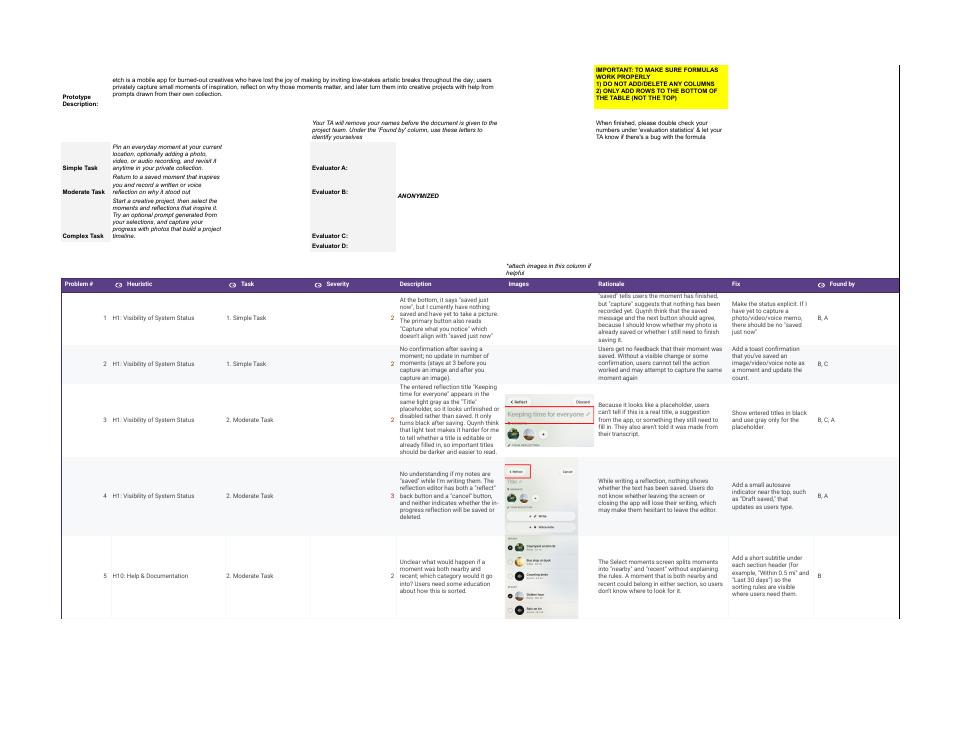 etch is a mobile app for burned-out creatives who have lost the joy of making by inviting low-stakes artistic breaks throughout the day; users
privately capture small moments of inspiration, reflect on why those moments matter, and later turn them into creative projects with help from
prompts drawn from their own collection.
Prototype
Description:
IMPORTANT: TO MAKE SURE FORMULAS
WORK PROPERLY
1) DO NOT ADD/DELETE ANY COLUMNS
2) ONLY ADD ROWS TO THE BOTTOM OF
THE TABLE (NOT THE TOP)
Your TA will remove your names before the document is given to the
project team. Under the 'Found by' column, use these letters to
identify yourselves
When finished, please double check your
numbers under 'evaluation statistics' & let your
TA know if there's a bug with the formula
Simple Task
Pin an everyday moment at your current
location, optionally adding a photo,
video, or audio recording, and revisit it
anytime in your private collection.
Evaluator A:
Moderate Task
Return to a saved moment that inspires
you and record a written or voice
reflection on why it stood out
Evaluator B:
ANONYMIZED
Complex Task
Start a creative project, then select the
moments and reflections that inspire it.
Try an optional prompt generated from
your selections, and capture your
progress with photos that build a project
timeline.
Evaluator C:
Evaluator D:
*attach images in this column if
helpful
Problem # Heuristic Task Severity Description Images Rationale Fix Found by
1 H1: Visibility of System Status 1. Simple Task 2
At the bottom, it says "saved just
now", but I currently have nothing
saved and have yet to take a picture.
The primary button also reads
"Capture what you notice" which
doesn't align with "saved just now"
"saved" tells users the moment has finished,
but "capture" suggests that nothing has been
recorded yet. Quynh think that the saved
message and the next button should agree,
because I should know whether my photo is
already saved or whether I still need to finish
saving it.
Make the status explicit. If I
have yet to capture a
photo/video/voice memo,
there should be no "saved
just now"
B, A
2 H1: Visibility of System Status 1. Simple Task 2
No confirmation after saving a
moment; no update in number of
moments (stays at 3 before you
capture an image and after you
capture an image).
Users get no feedback that their moment was
saved. Without a visible change or some
confirmation, users cannot tell the action
worked and may attempt to capture the same
moment again
Add a toast confirmation
that you've saved an
image/video/voice note as
a moment and update the
count.
B, C
3 H1: Visibility of System Status 2. Moderate Task 2
The entered reflection title "Keeping
time for everyone" appears in the
same light gray as the "Title"
placeholder, so it looks unfinished or
disabled rather than saved. It only
turns black after saving. Quynh think
that light text makes it harder for me
to tell whether a title is editable or
already filled in, so important titles
should be darker and easier to read.
Reflect Discard
Keeping time for everyone
Because it looks like a placeholder, users
can't tell if this is a real title, a suggestion
from the app, or something they still need to
fill in. They also aren't told it was made from
their transcript.
Show entered titles in black
and use gray only for the
placeholder.
B, C, A
4 H1: Visibility of System Status 2. Moderate Task 3
No understanding if my notes are
"saved" while I'm writing them. The
reflection editor has both a "reflect"
back button and a "cancel" button,
and neither indicates whether the in-
progress reflection will be saved or
deleted.
Reflect Cancel
Title
+ Write
+ Voice note
While writing a reflection, nothing shows
whether the text has been saved. Users do
not know whether leaving the screen or
closing the app will lose their writing, which
may make them hesitant to leave the editor.
Add a small autosave
indicator near the top, such
as "Draft saved," that
updates as users type.
B, A
5 H10: Help & Documentation 2. Moderate Task 2
Unclear what would happen if a
moment was both nearby and
recent; which category would it go
into? Users need some education
about how this is sorted.
The Select moments screen splits moments
into "nearby" and "recent" without explaining
the rules. A moment that is both nearby and
recent could belong in either section, so users
don't know where to look for it.
Add a short subtitle under
each section header (for
example, "Within 0.5 mi" and
"Last 30 days") so the
sorting rules are visible
where users need them.
B